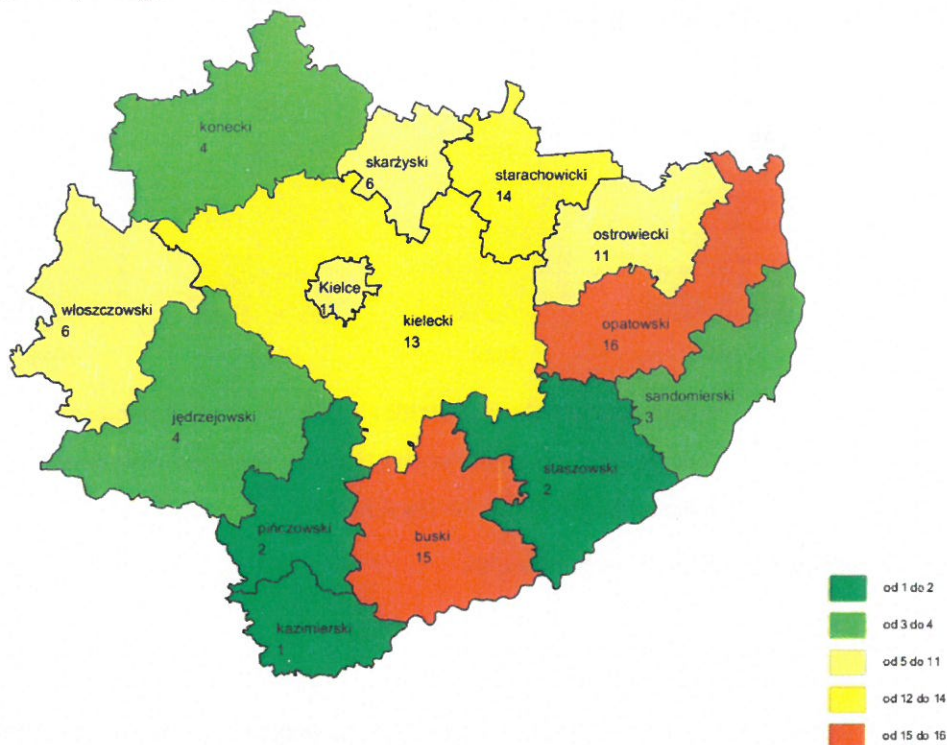 konecki
4
skarżyski
6
starachowicki
14
ostrowiecki
11
włoszczowski
6
Kielce
11
kielecki
13
opatowski
16
sandomierski
3
jędrzejowski
4
staszowski
2
pińczowski
2
buski
15
kazimierski
1
od 1 do 2
od 3 do 4
od 5 do 11
od 12 do 14
od 15 do 16